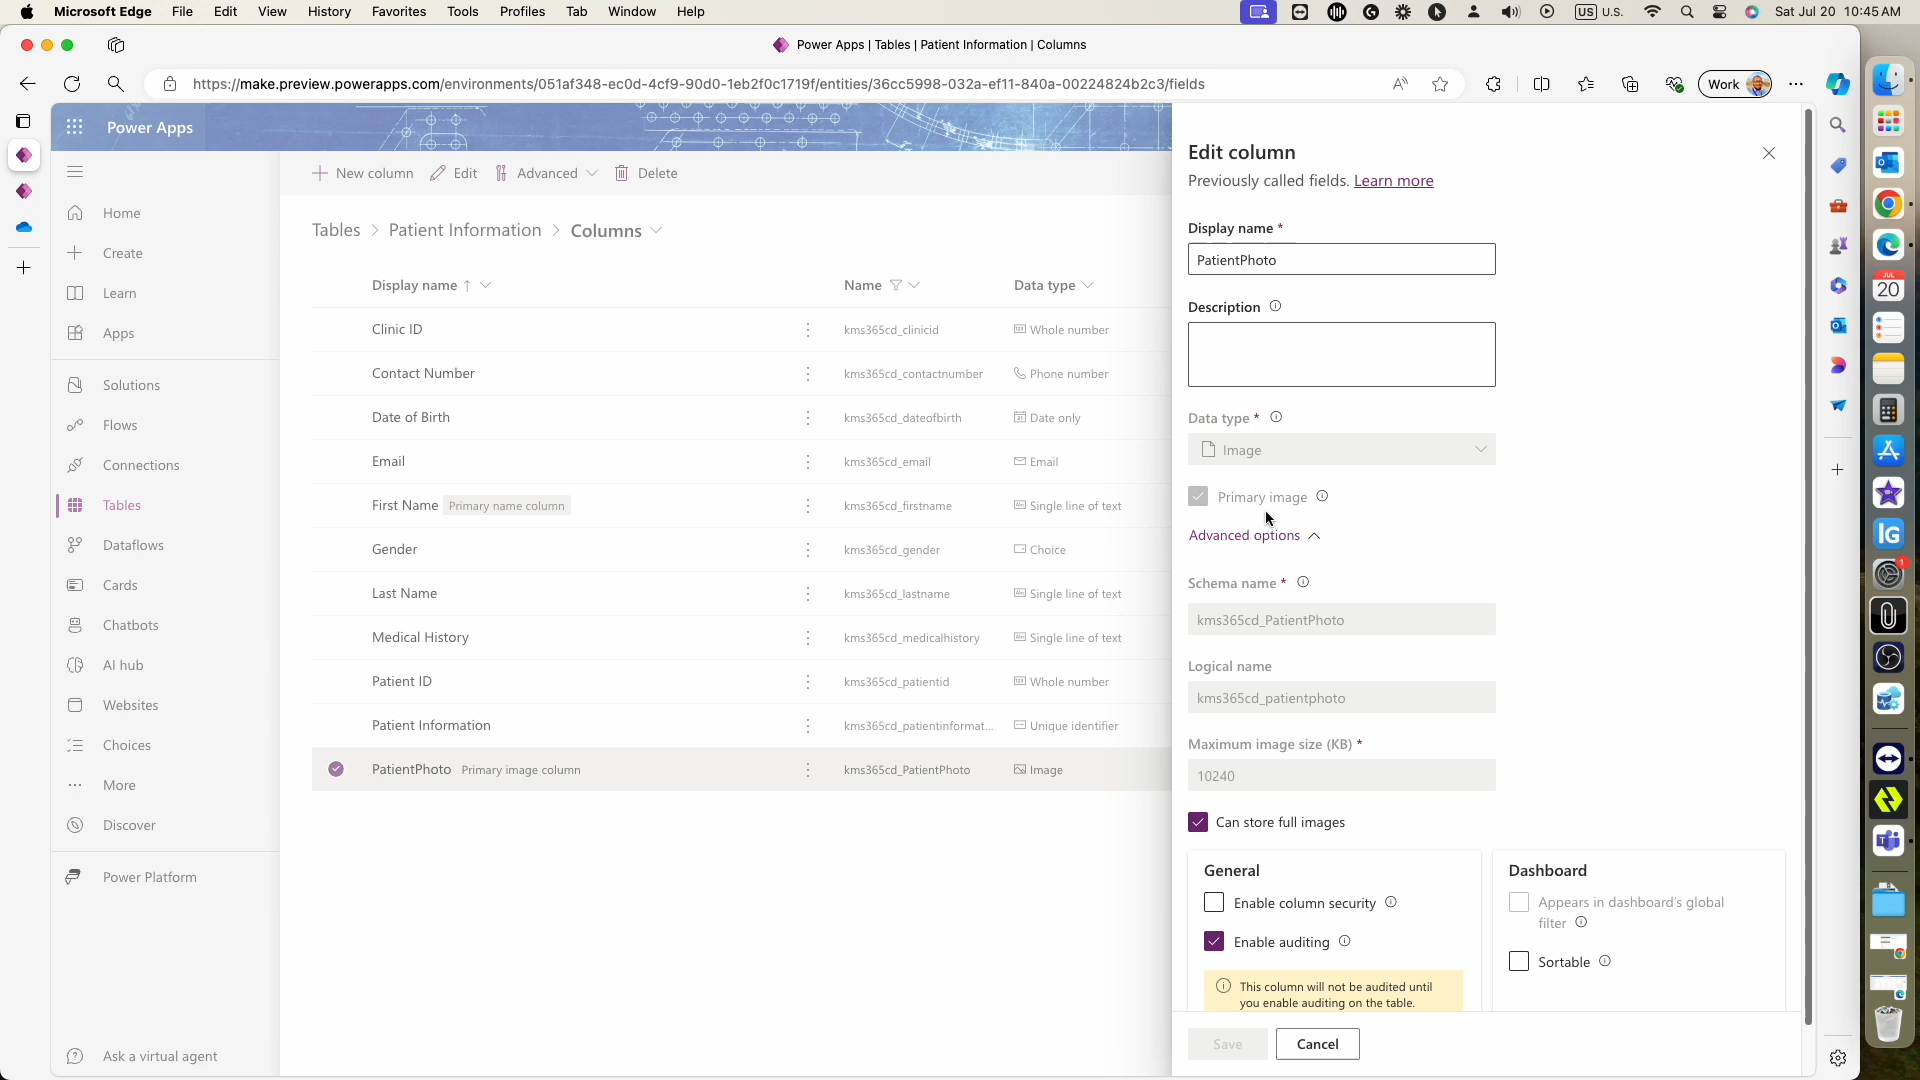 Microsoft Edge File Edit View History Favorites Tools Profiles Tab Window Help US U.S. Sat Jul 20 10:45 AM
Power Apps | Tables | Patient Information | Columns
https://make.preview.powerapps.com/environments/051af348-ec0d-4cf9-90d0-1eb2f0c1719f/entities/36cc5998-032a-ef11-840a-00224824b2c3/fields
Work
Power Apps
Home
Create
Learn
Apps
Solutions
Flows
Connections
Tables
Dataflows
Cards
Chatbots
AI hub
Websites
Choices
More
Discover
Power Platform
Ask a virtual agent
New column Edit Advanced Delete
Tables > Patient Information > Columns
Display name Name Data type
Clinic ID kms365cd_clinicid Whole number
Contact Number kms365cd_contactnumber Phone number
Date of Birth kms365cd_dateofbirth Date only
Email kms365cd_email Email
First Name Primary name column kms365cd_firstname Single line of text
Gender kms365cd_gender Choice
Last Name kms365cd_lastname Single line of text
Medical History kms365cd_medicalhistory Single line of text
Patient ID kms365cd_patientid Whole number
Patient Information kms365cd_patientinformat... Unique identifier
PatientPhoto Primary image column kms365cd_PatientPhoto Image
Edit column
Previously called fields. Learn more
Display name *
PatientPhoto
Description
Data type *
Image
Primary image
Advanced options
Schema name *
kms365cd_PatientPhoto
Logical name
kms365cd_patientphoto
Maximum image size (KB) *
10240
Can store full images
General
Enable column security
Enable auditing
This column will not be audited until
you enable auditing on the table.
Dashboard
Appears in dashboard's global
filter
Sortable
Save Cancel
JUL
20
Ig
1